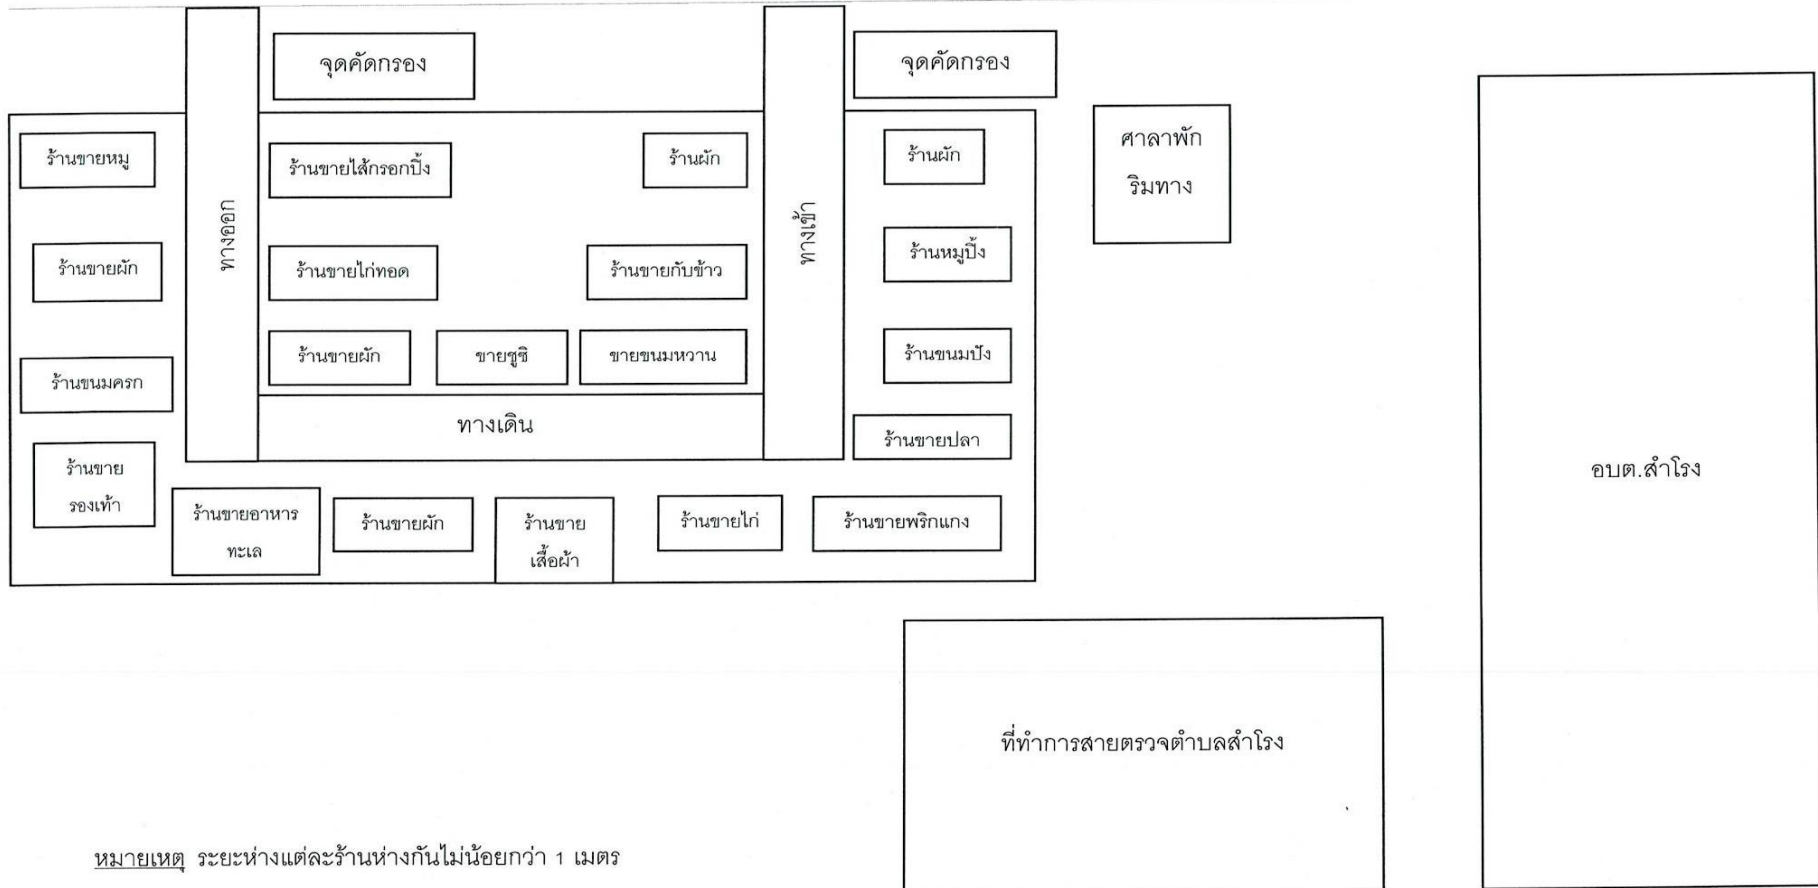 จุดคัดกรอง
จุดคัดกรอง
ร้านขายหมู
ร้านขายไส้กรอกปิ้ง
ร้านผัก
ร้านผัก
ศาลาพัก
ริมทาง
ทางออก
ทางเข้า
ร้านขายผัก
ร้านขายไก่ทอด
ร้านขายกับข้าว
ร้านหมูปิ้ง
ร้านขายผัก
ขายซูซิ
ขายขนมหวาน
ร้านขนมปัง
ร้านขนมครก
ทางเดิน
ร้านขายปลา
อบต.สำโรง
ร้านขาย
รองเท้า
ร้านขายอาหาร
ทะเล
ร้านขายผัก
ร้านขาย
เสื้อผ้า
ร้านขายไก่
ร้านขายพริกแกง
ที่ทำการสายตรวจตำบลสำโรง
หมายเหตุ ระยะห่างแต่ละร้านห่างกันไม่น้อยกว่า 1 เมตร